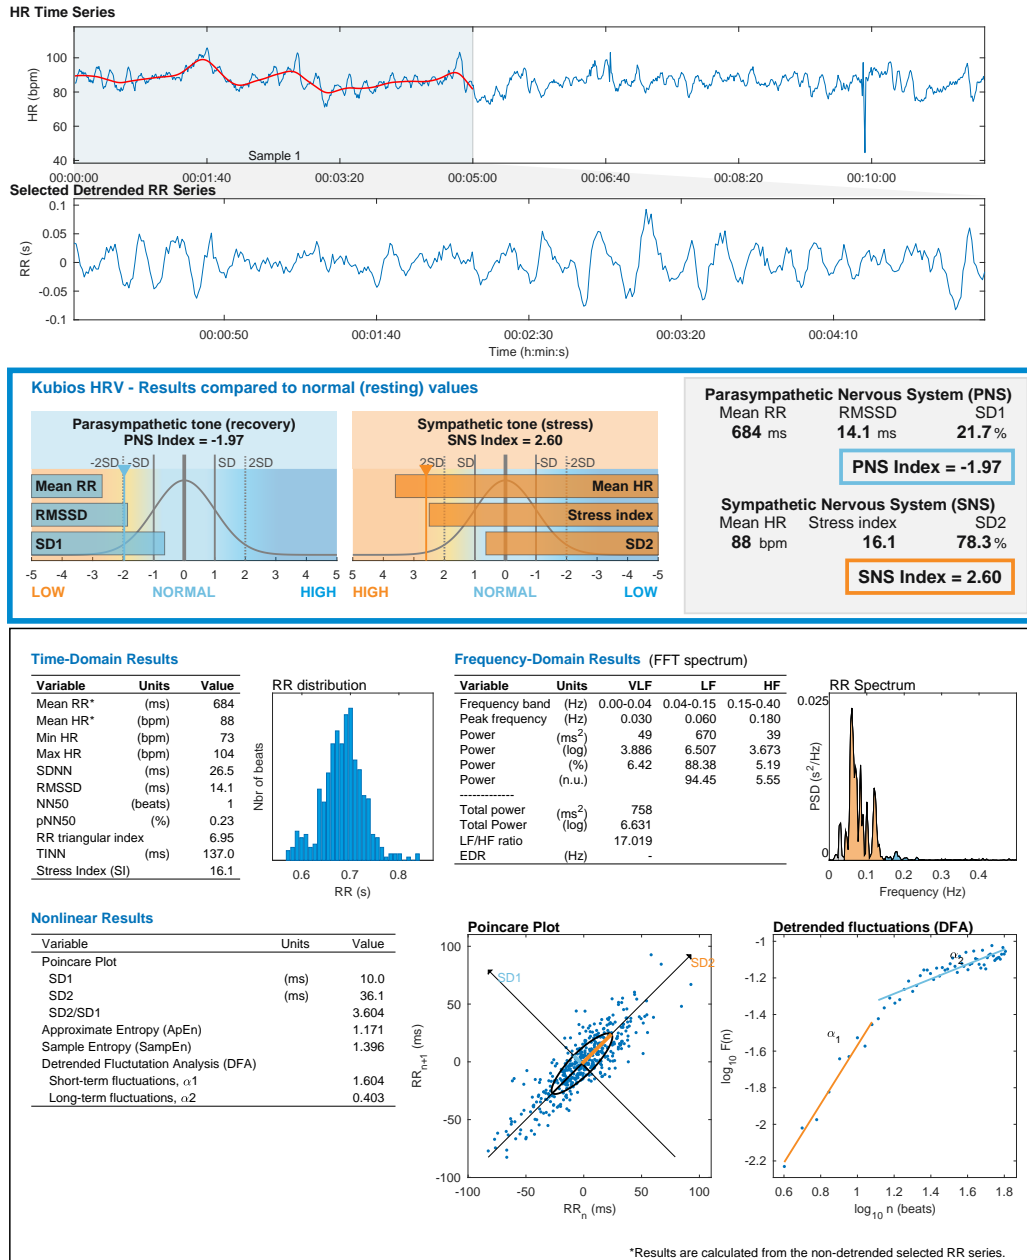 HR Time Series
HR (bpm)
100
80
60
40
Sample 1
00:00:00 00:01:40 00:03:20 00:05:00 00:06:40 00:08:20 00:10:00
Selected Detrended RR Series
RR (s)
0.1
0.05
0
-0.05
-0.1
00:00:50 00:01:40 00:02:30 00:03:20 00:04:10
Time (h:min:s)
Kubios HRV - Results compared to normal (resting) values
Parasympathetic tone (recovery)
PNS Index = -1.97
-2SD -SD SD 2SD
Mean RR
RMSSD
SD1
-5 -4 -3 -2 -1 0 1 2 3 4 5
LOW NORMAL HIGH
Sympathetic tone (stress)
SNS Index = 2.60
2SD SD -SD -2SD
Mean HR
Stress index
SD2
5 4 3 2 1 0 -1 -2 -3 -4 -5
HIGH NORMAL LOW
Parasympathetic Nervous System (PNS)
Mean RR RMSSD SD1
684 ms 14.1 ms 21.7 %
PNS Index = -1.97
Sympathetic Nervous System (SNS)
Mean HR Stress index SD2
88 bpm 16.1 78.3 %
SNS Index = 2.60
Time-Domain Results
Variable Units Value
Mean RR* (ms) 684
Mean HR* (bpm) 88
Min HR (bpm) 73
Max HR (bpm) 104
SDNN (ms) 26.5
RMSSD (ms) 14.1
NN50 (beats) 1
pNN50 (%) 0.23
RR triangular index 6.95
TINN (ms) 137.0
Stress Index (SI) 16.1
RR distribution
Nbr of beats
0.6 0.7 0.8
RR (s)
Frequency-Domain Results (FFT spectrum)
Variable Units VLF LF HF
Frequency band (Hz) 0.00-0.04 0.04-0.15 0.15-0.40
Peak frequency (Hz) 0.030 0.060 0.180
Power (ms2) 49 670 39
Power (log) 3.886 6.507 3.673
Power (%) 6.42 88.38 5.19
Power (n.u.) 94.45 5.55
-------------
Total power (ms2) 758
Total Power (log) 6.631
LF/HF ratio 17.019
EDR (Hz) -
RR Spectrum
PSD (s2/Hz)
0.025
0
0 0.1 0.2 0.3 0.4
Frequency (Hz)
Nonlinear Results
Variable Units Value
Poincare Plot
SD1 (ms) 10.0
SD2 (ms) 36.1
SD2/SD1 3.604
Approximate Entropy (ApEn) 1.171
Sample Entropy (SampEn) 1.396
Detrended Fluctutation Analysis (DFA)
Short-term fluctuations, α1 1.604
Long-term fluctuations, α2 0.403
Poincare Plot
RRn+1 (ms)
100
50
0
-50
-100
SD1
SD2
-100 -50 0 50 100
RRn (ms)
Detrended fluctuations (DFA)
log10 F(n)
-1
-1.2
-1.4
-1.6
-1.8
-2
-2.2
α1
α2
0.6 0.8 1 1.2 1.4 1.6 1.8
log10 n (beats)
*Results are calculated from the non-detrended selected RR series.